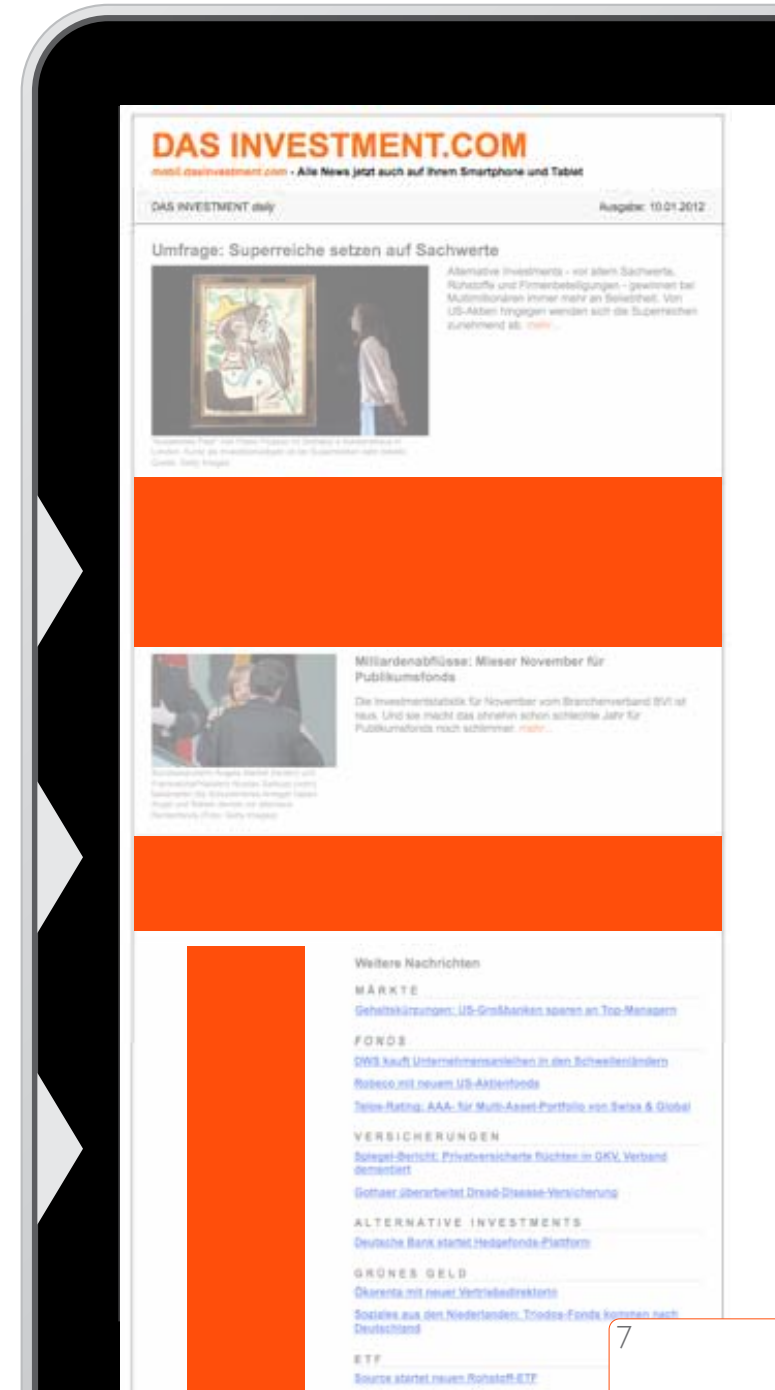 DAS INVESTMENT.COM
mobil.dasinvestment.com - Alle News jetzt auch auf Ihrem Smartphone und Tablet
DAS INVESTMENT daily
Ausgabe: 10.01.2012
Umfrage: Superreiche setzen auf Sachwerte
Alternative Investments - vor allem Sachwerte,
Rohstoffe und Firmenbeteiligungen - gewinnen bei
Multimillionären immer mehr an Beliebtheit. Von
US-Aktien hingegen wenden sich die Superreichen
zunehmend ab. mehr...
Quelle: Getty Images
Milliardenabflüsse: Mieser November für
Publikumsfonds
Die Investmentstatistik für November vom Branchenverband BVI ist
raus. Und sie macht das ohnehin schon schlechte Jahr für
Publikumsfonds noch schlimmer. mehr...
Weitere Nachrichten
MÄRKTE
Gehaltskürzungen: US-Großbanken sparen an Top-Managern
FONDS
DWS kauft Unternehmensanleihen in den Schwellenländern
Robeco mit neuem US-Aktienfonds
Telos-Rating: AAA- für Multi-Asset-Portfolio von Swiss & Global
VERSICHERUNGEN
Spiegel-Bericht: Privatversicherte flüchten in GKV, Verband
dementiert
Gothaer überarbeitet Dread-Disease-Versicherung
ALTERNATIVE INVESTMENTS
Deutsche Bank startet Hedgefonds-Plattform
GRÜNES GELD
Ökorenta mit neuer Vertriebsdirektorin
Soziales aus den Niederlanden: Triodos-Fonds kommen nach
Deutschland
ETF
Source startet neuen Rohstoff-ETF
7